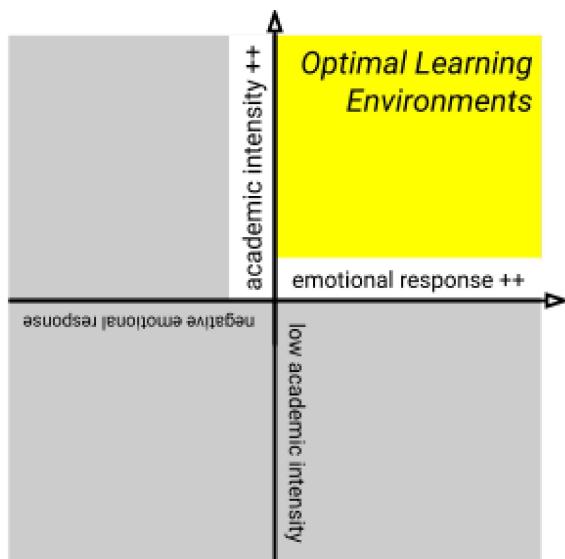 Optimal Learning
Environments
academic intensity ++
emotional response ++
negative emotional response
low academic intensity